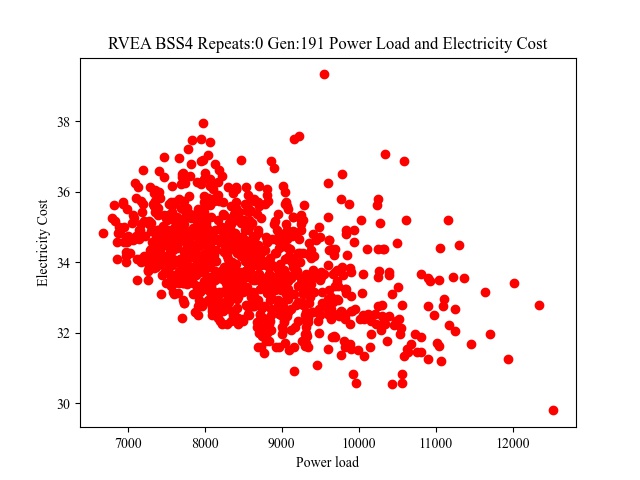 RVEA BSS4 Repeats:0 Gen:191 Power Load and Electricity Cost
Electricity Cost
38
36
34
32
30
7000 8000 9000 10000 11000 12000
Power load